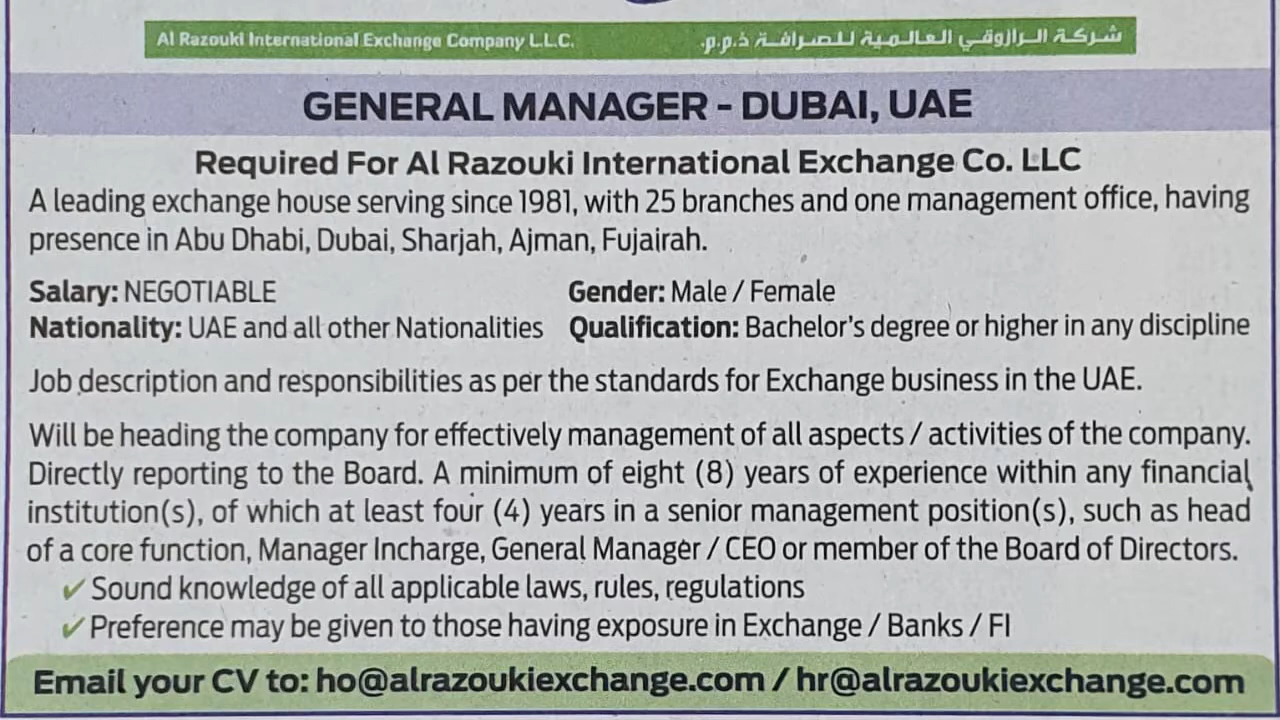 Al Razouki International Exchange Company L.L.C.
شركة الرازوقي العالمية للصرافة ذ.م.م.
GENERAL MANAGER - DUBAI, UAE
Required For Al Razouki International Exchange Co. LLC
A leading exchange house serving since 1981, with 25 branches and one management office, having
presence in Abu Dhabi, Dubai, Sharjah, Ajman, Fujairah.
Salary: NEGOTIABLE
Gender: Male / Female
Nationality: UAE and all other Nationalities
Qualification: Bachelor's degree or higher in any discipline
Job description and responsibilities as per the standards for Exchange business in the UAE.
Will be heading the company for effectively management of all aspects / activities of the company.
Directly reporting to the Board. A minimum of eight (8) years of experience within any financial
institution(s), of which at least four (4) years in a senior management position(s), such as head
of a core function, Manager Incharge, General Manager / CEO or member of the Board of Directors.
✓ Sound knowledge of all applicable laws, rules, regulations
✓ Preference may be given to those having exposure in Exchange / Banks / FI
Email your CV to: ho@alrazoukiexchange.com / hr@alrazoukiexchange.com